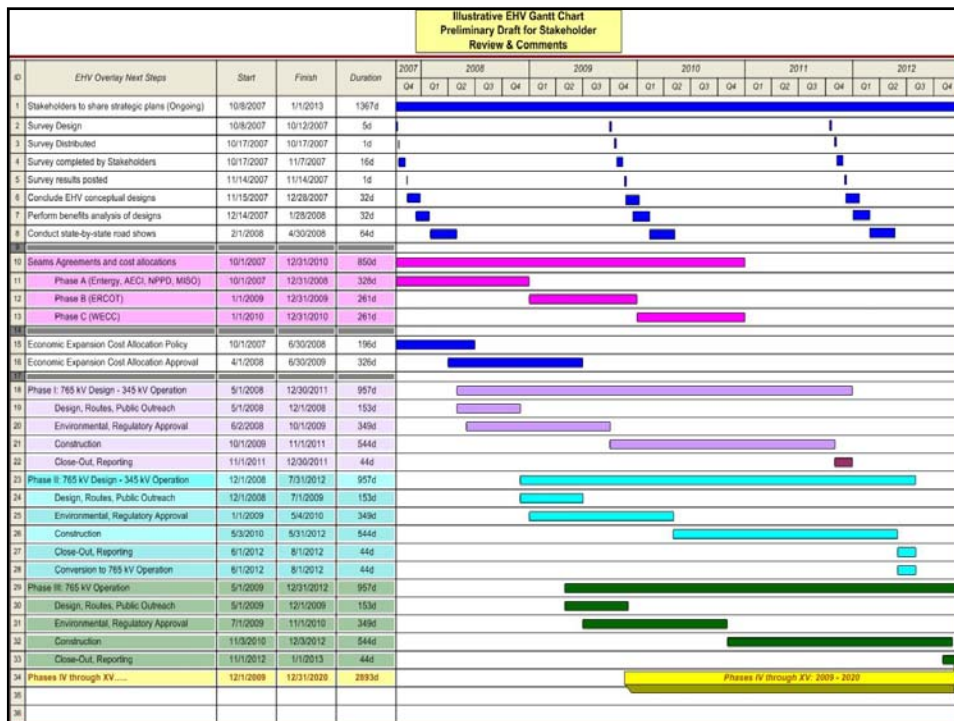 Illustrative EHV Gantt Chart
Preliminary Draft for Stakeholder
Review & Comments
ID EHV Overlay Next Steps Start Finish Duration 2007 2008 2009 2010 2011 2012
Q4 Q1 Q2 Q3 Q4 Q1 Q2 Q3 Q4 Q1 Q2 Q3 Q4 Q1 Q2 Q3 Q4 Q1 Q2 Q3 Q4
1 Stakeholders to share strategic plans (Ongoing) 10/8/2007 1/1/2013 1367d
2 Survey Design 10/8/2007 10/12/2007 5d
3 Survey Distributed 10/17/2007 10/17/2007 1d
4 Survey completed by Stakeholders 10/17/2007 11/7/2007 16d
5 Survey results posted 11/14/2007 11/14/2007 1d
6 Conclude EHV conceptual designs 11/15/2007 12/28/2007 32d
7 Perform benefits analysis of designs 12/14/2007 1/28/2008 32d
8 Conduct state-by-state road shows 2/1/2008 4/30/2008 64d
9
10 Seams Agreements and cost allocations 10/1/2007 12/31/2010 850d
11 Phase A (Entergy, AECI, NPPD, MISO) 10/1/2007 12/31/2008 328d
12 Phase B (ERCOT) 1/1/2009 12/31/2009 261d
13 Phase C (WECC) 1/1/2010 12/31/2010 261d
14
15 Economic Expansion Cost Allocation Policy 10/1/2007 6/30/2008 196d
16 Economic Expansion Cost Allocation Approval 4/1/2008 6/30/2009 326d
17
18 Phase I: 765 kV Design - 345 kV Operation 5/1/2008 12/30/2011 957d
19 Design, Routes, Public Outreach 5/1/2008 12/1/2008 153d
20 Environmental, Regulatory Approval 6/2/2008 10/1/2009 349d
21 Construction 10/1/2009 11/1/2011 544d
22 Close-Out, Reporting 11/1/2011 12/30/2011 44d
23 Phase II: 765 kV Design - 345 kV Operation 12/1/2008 7/31/2012 957d
24 Design, Routes, Public Outreach 12/1/2008 7/1/2009 153d
25 Environmental, Regulatory Approval 1/1/2009 5/4/2010 349d
26 Construction 5/3/2010 5/31/2012 544d
27 Close-Out, Reporting 6/1/2012 8/1/2012 44d
28 Conversion to 765 kV Operation 6/1/2012 8/1/2012 44d
29 Phase III: 765 kV Operation 5/1/2009 12/31/2012 957d
30 Design, Routes, Public Outreach 5/1/2009 12/1/2009 153d
31 Environmental, Regulatory Approval 7/1/2009 11/1/2010 349d
32 Construction 11/3/2010 12/3/2012 544d
33 Close-Out, Reporting 11/1/2012 1/1/2013 44d
34 Phases IV through XV...... 12/1/2009 12/31/2020 2893d Phases IV through XV: 2009 - 2020
35
36